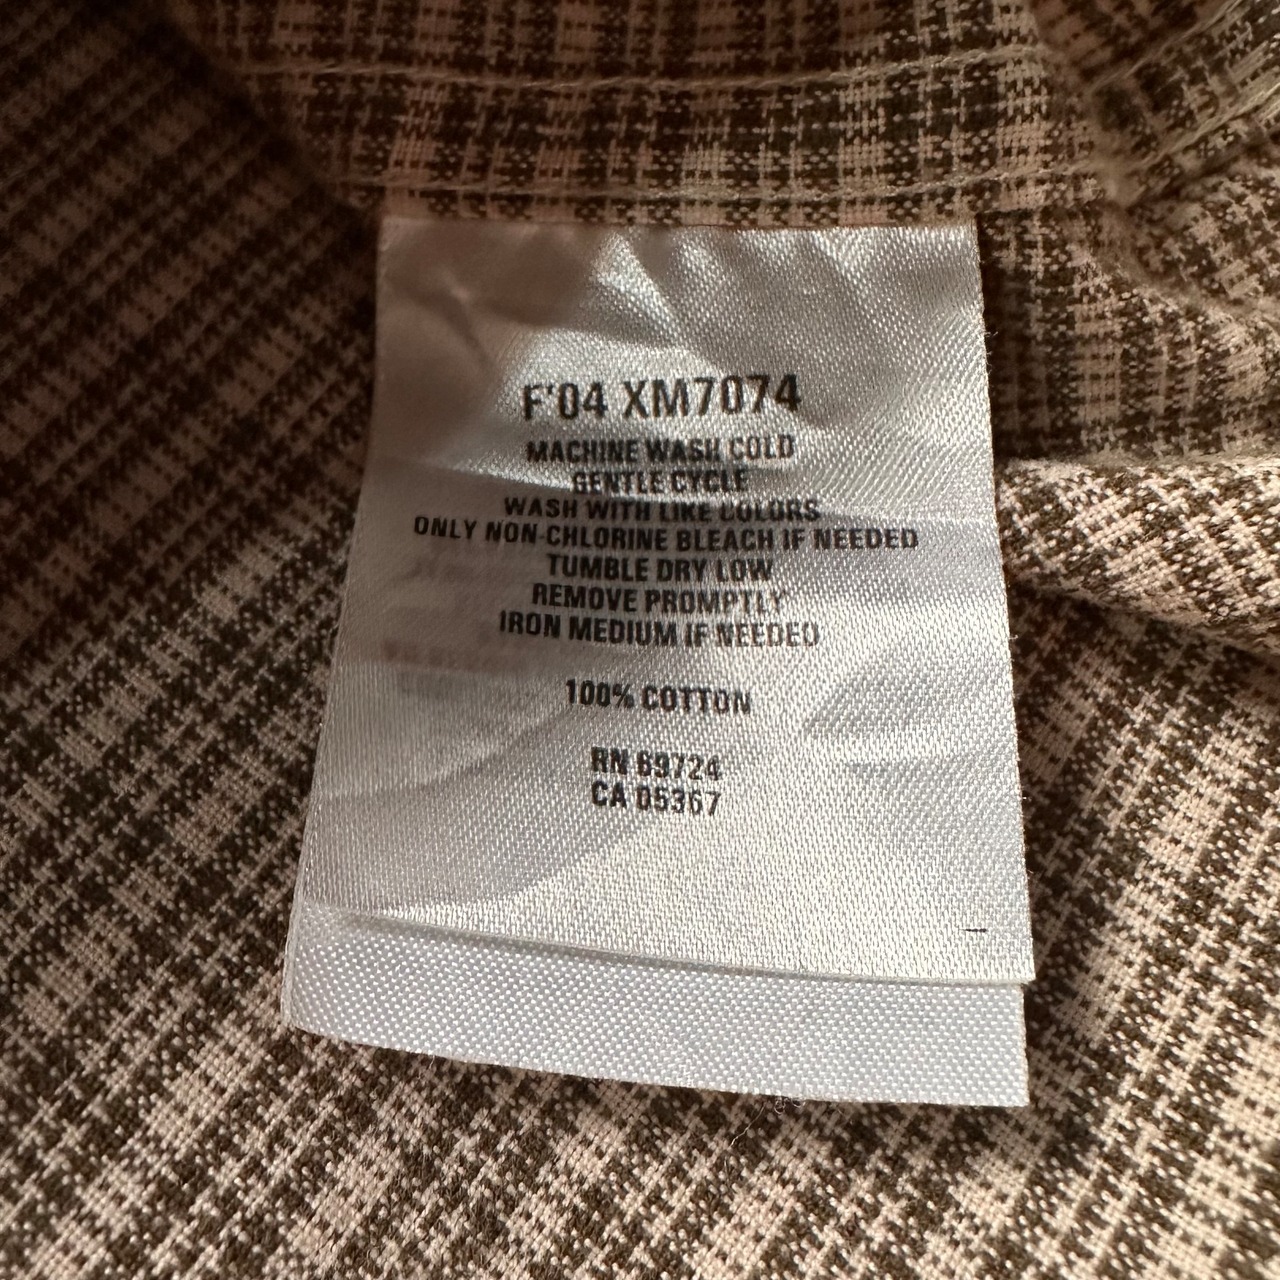 F'04 XM7074
MACHINE WASH COLD
GENTLE CYCLE
WASH WITH LIKE COLORS
ONLY NON-CHLORINE BLEACH IF NEEDED
TUMBLE DRY LOW
REMOVE PROMPTLY
IRON MEDIUM IF NEEDED
100% COTTON
RN 69724
CA 05367